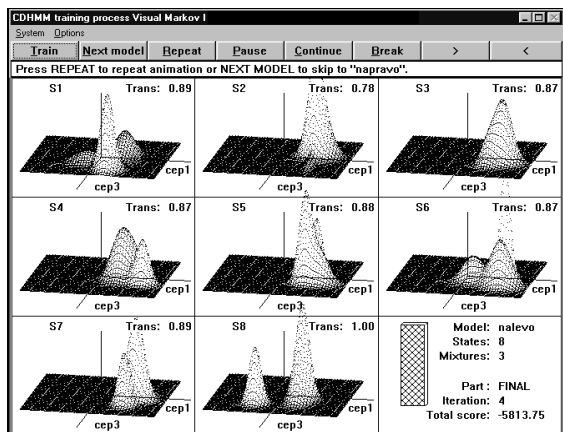 CDHMM training process Visual Markov I
System Options
Train Next model Repeat Pause Continue Break > <
Press REPEAT to repeat animation or NEXT MODEL to skip to "napravo".
S1 Trans: 0.89
cep1
cep3
S2 Trans: 0.78
cep1
cep3
S3 Trans: 0.87
cep1
cep3
S4 Trans: 0.87
cep1
cep3
S5 Trans: 0.88
cep1
cep3
S6 Trans: 0.87
cep1
cep3
S7 Trans: 0.89
cep1
cep3
S8 Trans: 1.00
cep1
cep3
Model: nalevo
States: 8
Mixtures: 3
Part : FINAL
Iteration: 4
Total score: -5813.75